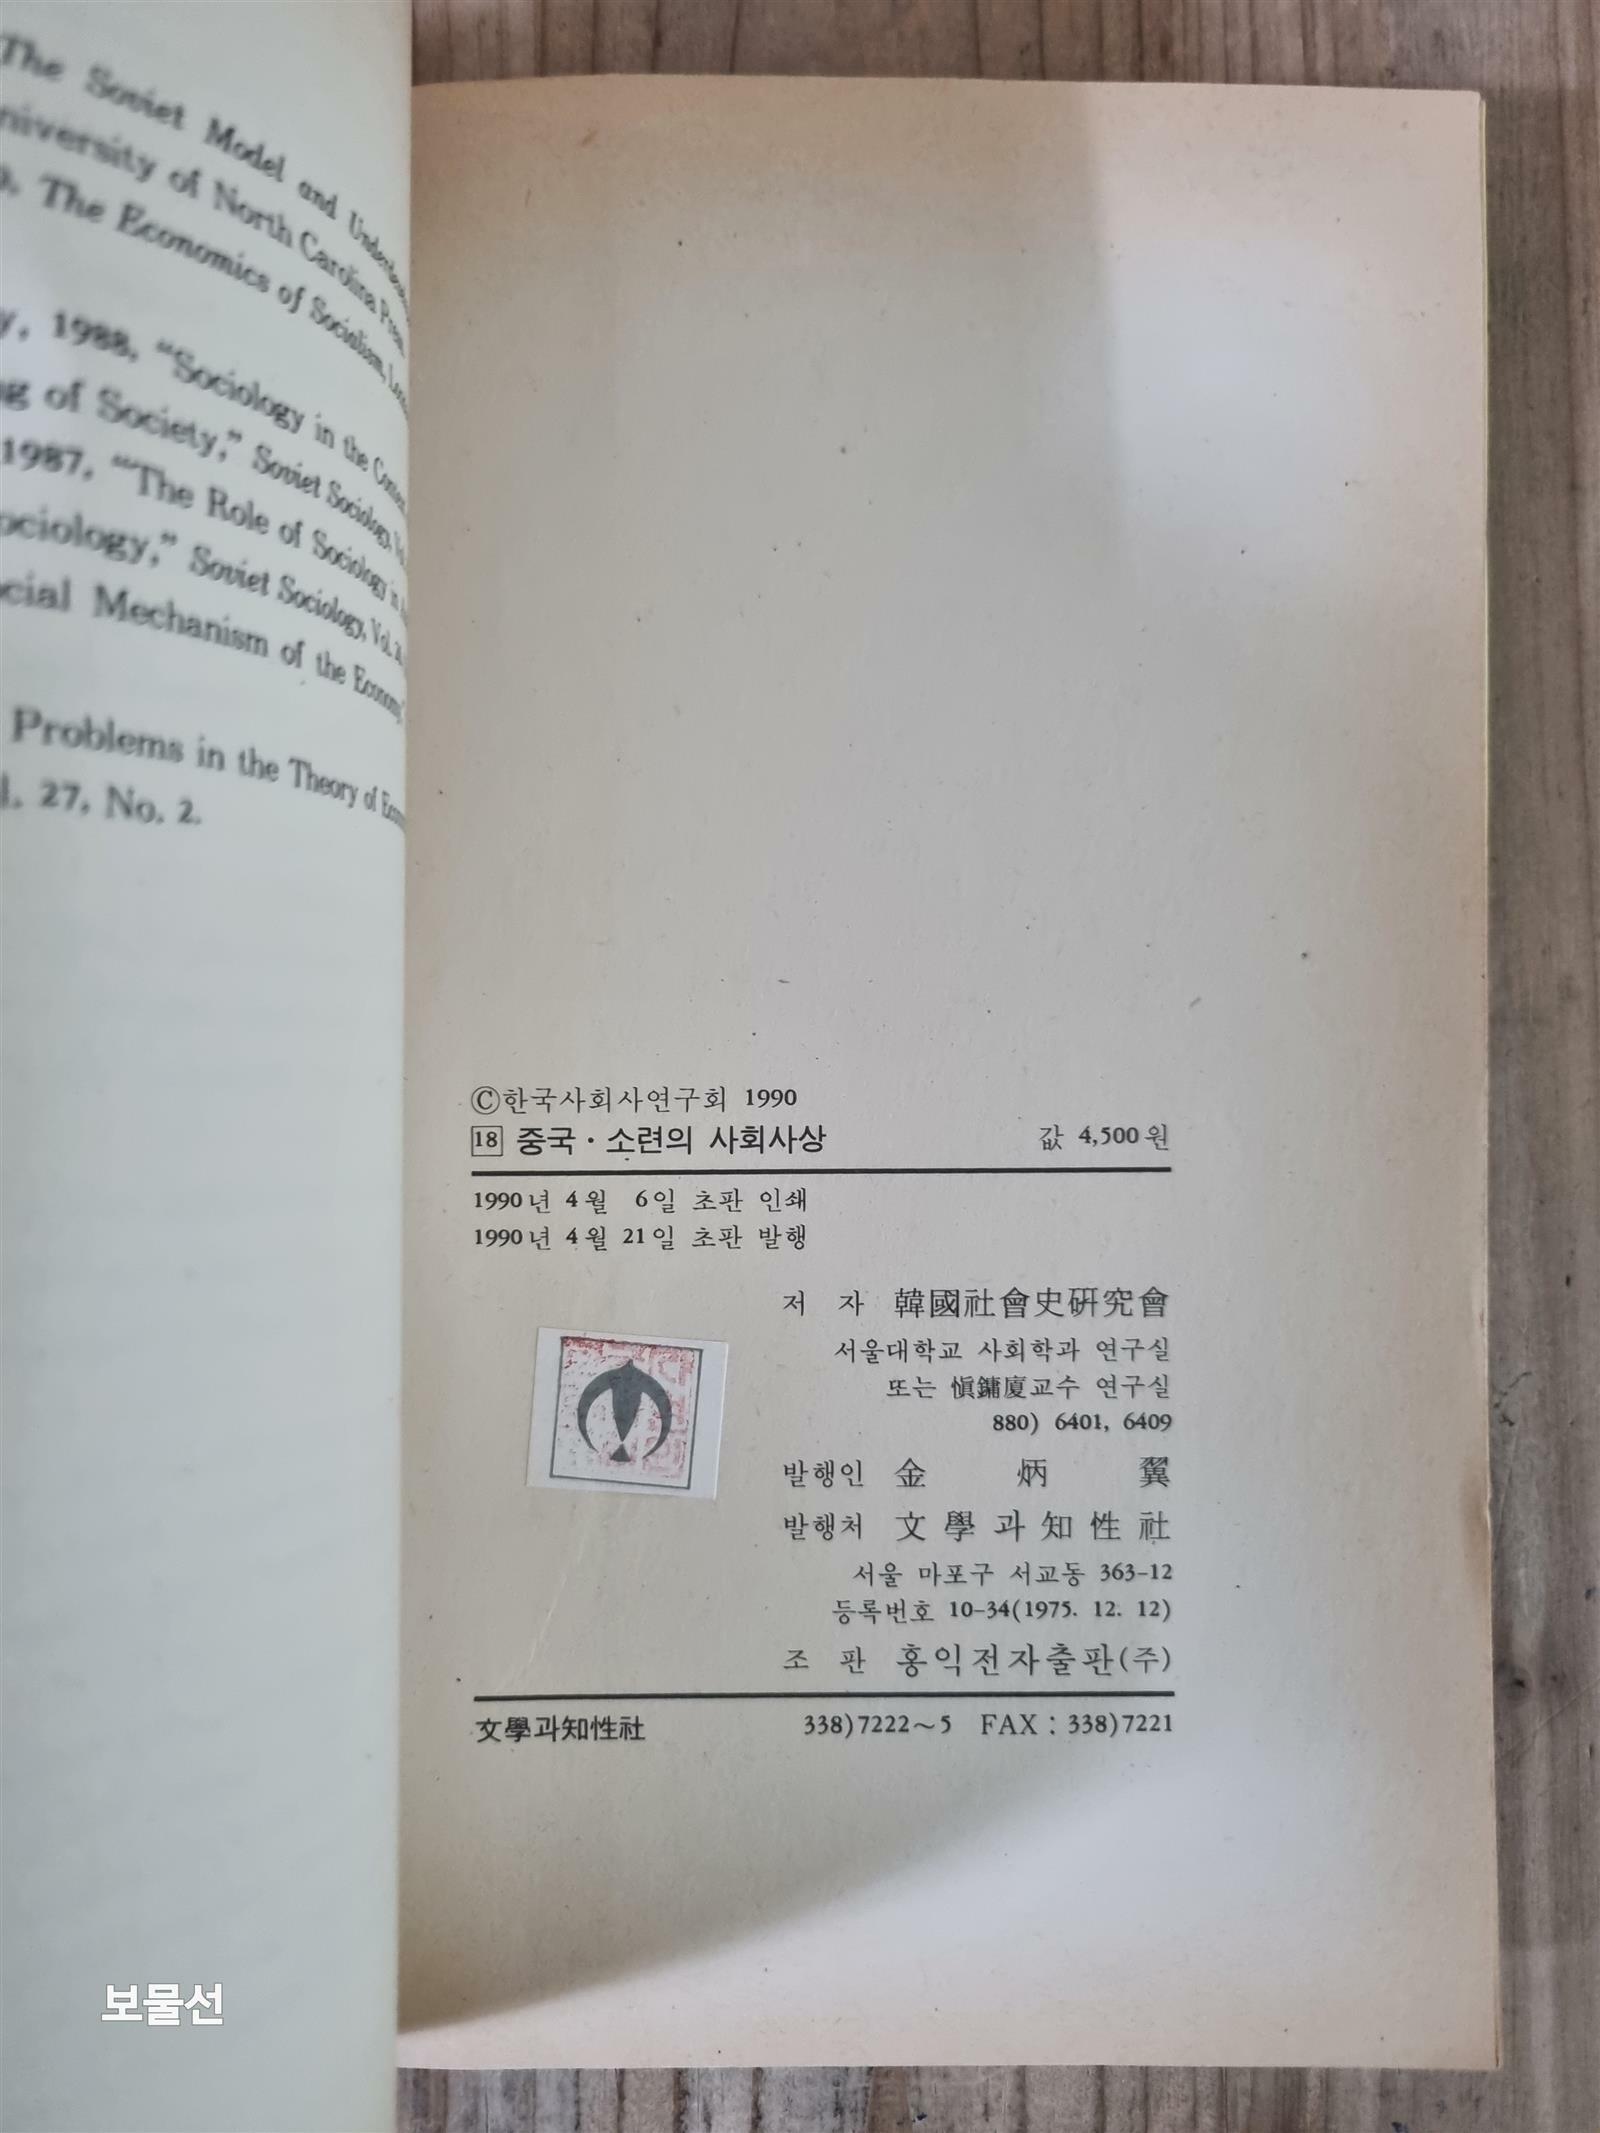 The Soviet Model and
University of North Carolina Press.
The Economics of Socialism,
1988, “Sociology in the
of Society,” Soviet Sociology,
1987, “The Role of Sociology in
Sociology,” Soviet Sociology, Vol.
Mechanism of the Economy,
Problems in the Theory of
27, No. 2.
ⓒ한국사회사연구회 1990
18 중국·소련의 사회사상 값 4,500원
1990년 4월 6일 초판 인쇄
1990년 4월 21일 초판 발행
저 자 韓國社會史硏究會
서울대학교 사회학과 연구실
또는 愼鏞廈교수 연구실
880) 6401, 6409
발행인 金炳翼
발행처 文學과知性社
서울 마포구 서교동 363-12
등록번호 10-34(1975. 12. 12)
조 판 홍익전자출판(주)
文學과知性社 338)7222~5 FAX : 338)7221
보물선